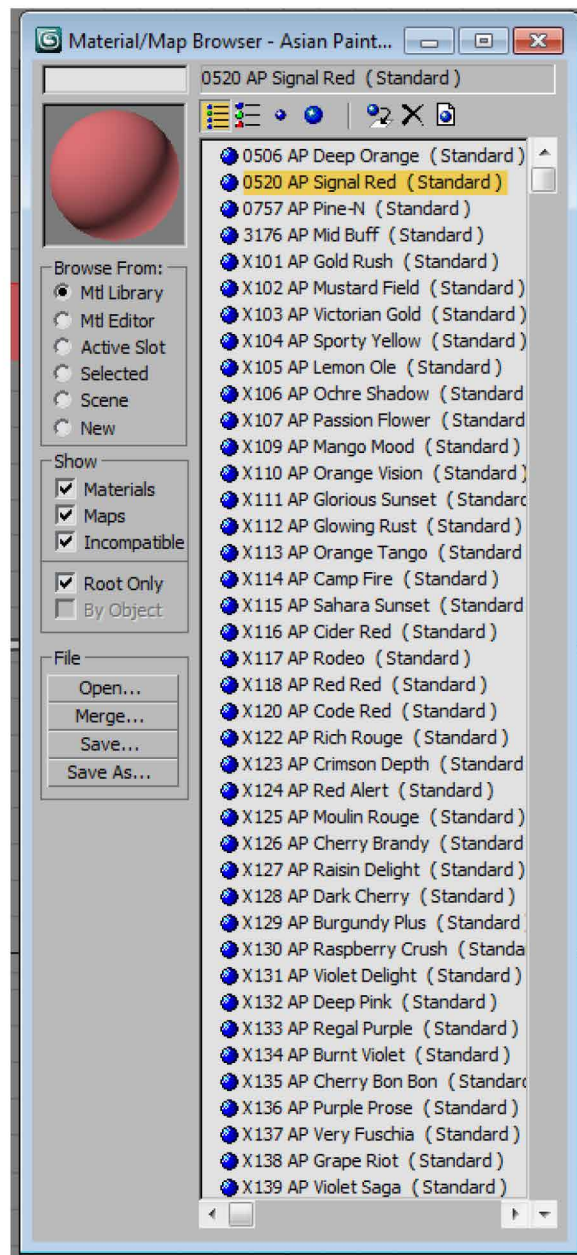 Material/Map Browser - Asian Paint...
0520 AP Signal Red ( Standard )
Browse From:
Mtl Library
Mtl Editor
Active Slot
Selected
Scene
New
Show
Materials
Maps
Incompatible
Root Only
By Object
File
Open...
Merge...
Save...
Save As...
0506 AP Deep Orange ( Standard )
0520 AP Signal Red ( Standard )
0757 AP Pine-N ( Standard )
3176 AP Mid Buff ( Standard )
X101 AP Gold Rush ( Standard )
X102 AP Mustard Field ( Standard )
X103 AP Victorian Gold ( Standard )
X104 AP Sporty Yellow ( Standard )
X105 AP Lemon Ole ( Standard )
X106 AP Ochre Shadow ( Standard
X107 AP Passion Flower ( Standard
X109 AP Mango Mood ( Standard )
X110 AP Orange Vision ( Standard )
X111 AP Glorious Sunset ( Standard
X112 AP Glowing Rust ( Standard )
X113 AP Orange Tango ( Standard
X114 AP Camp Fire ( Standard )
X115 AP Sahara Sunset ( Standard
X116 AP Cider Red ( Standard )
X117 AP Rodeo ( Standard )
X118 AP Red Red ( Standard )
X120 AP Code Red ( Standard )
X122 AP Rich Rouge ( Standard )
X123 AP Crimson Depth ( Standard
X124 AP Red Alert ( Standard )
X125 AP Moulin Rouge ( Standard )
X126 AP Cherry Brandy ( Standard
X127 AP Raisin Delight ( Standard )
X128 AP Dark Cherry ( Standard )
X129 AP Burgundy Plus ( Standard
X130 AP Raspberry Crush ( Standa
X131 AP Violet Delight ( Standard )
X132 AP Deep Pink ( Standard )
X133 AP Regal Purple ( Standard )
X134 AP Burnt Violet ( Standard )
X135 AP Cherry Bon Bon ( Standard
X136 AP Purple Prose ( Standard )
X137 AP Very Fuschia ( Standard )
X138 AP Grape Riot ( Standard )
X139 AP Violet Saga ( Standard )